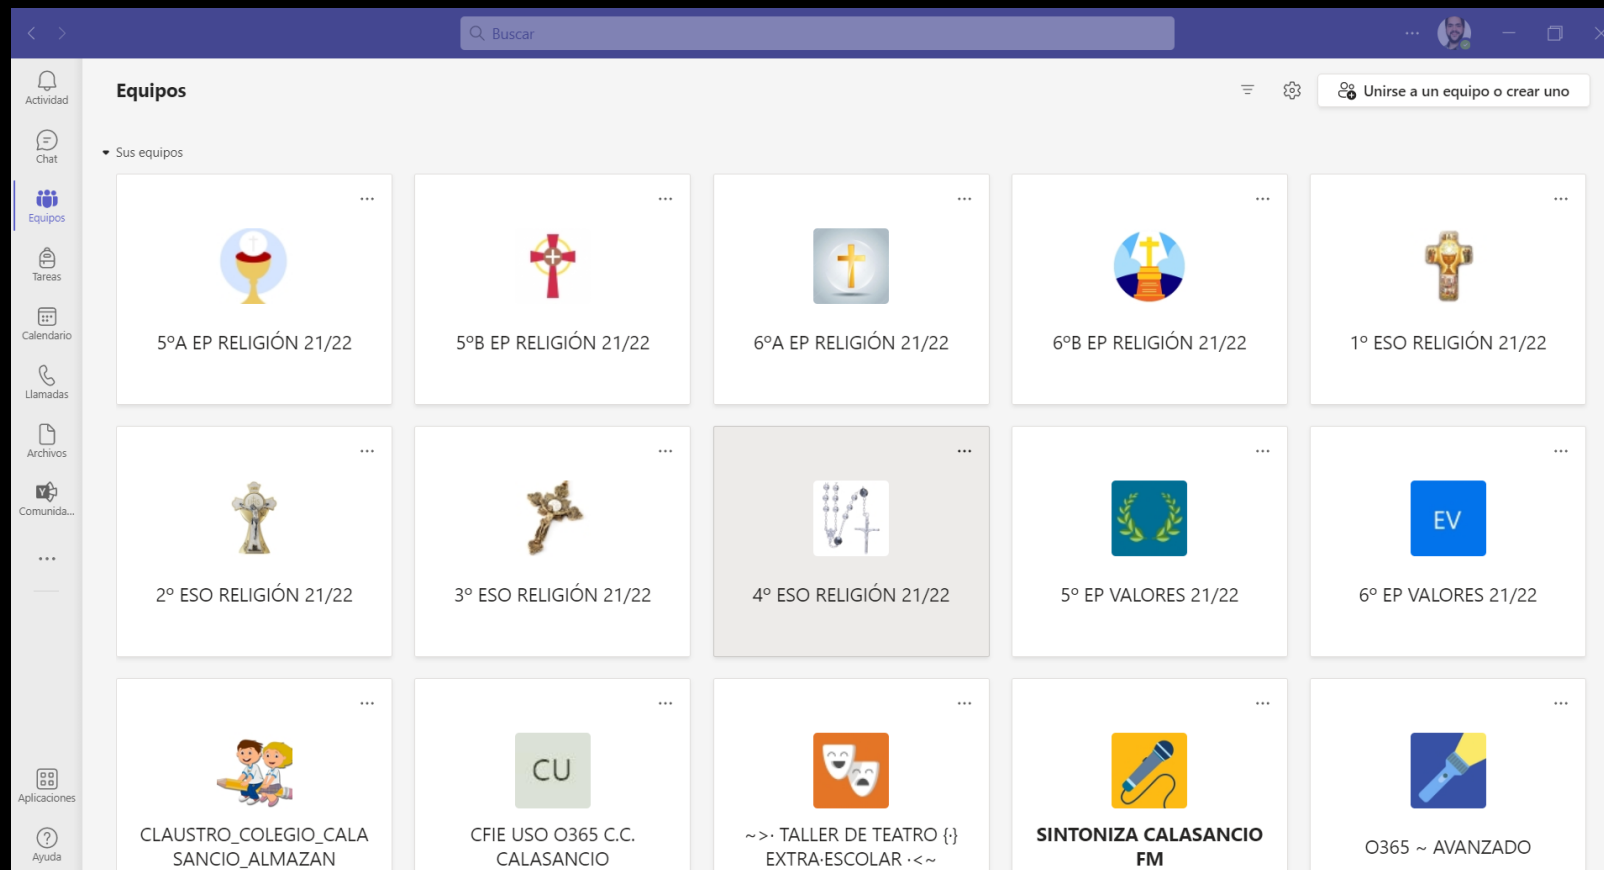 Buscar
Equipos
Unirse a un equipo o crear uno
Sus equipos
Actividad
Chat
Equipos
Tareas
Calendario
Llamadas
Archivos
Comunida...
Aplicaciones
Ayuda
5ºA EP RELIGIÓN 21/22
5ºB EP RELIGIÓN 21/22
6ºA EP RELIGIÓN 21/22
6ºB EP RELIGIÓN 21/22
1º ESO RELIGIÓN 21/22
2º ESO RELIGIÓN 21/22
3º ESO RELIGIÓN 21/22
4º ESO RELIGIÓN 21/22
5º EP VALORES 21/22
EV
6º EP VALORES 21/22
CLAUSTRO_COLEGIO_CALA
SANCIO_ALMAZAN
CU
CFIE USO O365 C.C.
CALASANCIO
~>· TALLER DE TEATRO {·}
EXTRA·ESCOLAR ·<~
SINTONIZA CALASANCIO
FM
O365 ~ AVANZADO